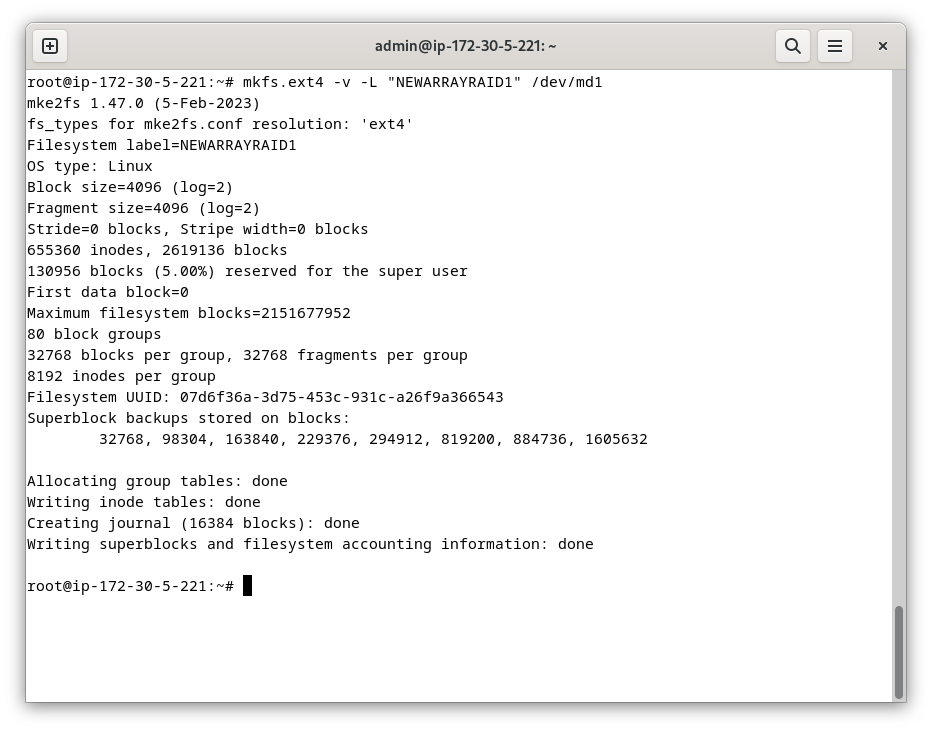 admin@ip-172-30-5-221: ~
root@ip-172-30-5-221:~# mkfs.ext4 -v -L "NEWARRAYRAID1" /dev/md1
mke2fs 1.47.0 (5-Feb-2023)
fs_types for mke2fs.conf resolution: 'ext4'
Filesystem label=NEWARRAYRAID1
OS type: Linux
Block size=4096 (log=2)
Fragment size=4096 (log=2)
Stride=0 blocks, Stripe width=0 blocks
655360 inodes, 2619136 blocks
130956 blocks (5.00%) reserved for the super user
First data block=0
Maximum filesystem blocks=2151677952
80 block groups
32768 blocks per group, 32768 fragments per group
8192 inodes per group
Filesystem UUID: 07d6f36a-3d75-453c-931c-a26f9a366543
Superblock backups stored on blocks:
        32768, 98304, 163840, 229376, 294912, 819200, 884736, 1605632
Allocating group tables: done
Writing inode tables: done
Creating journal (16384 blocks): done
Writing superblocks and filesystem accounting information: done
root@ip-172-30-5-221:~#